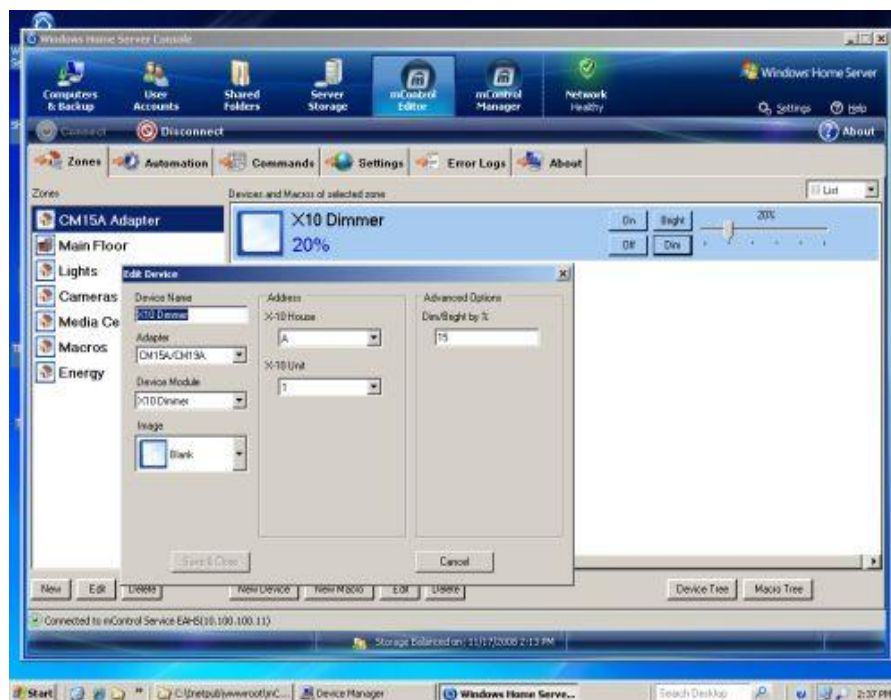 Windows Home Server Console
Computers & Backup
User Accounts
Shared Folders
Server Storage
mControl Editor
mControl Manager
Network Healthy
Windows Home Server
Settings
Help
Connect
Disconnect
About
Zones
Automation
Commands
Settings
Error Logs
About
Zones
Devices and Macros of selected zone
List
CM15A Adapter
Main Floor
Lights
Cameras
Media Ce
Macros
Energy
X10 Dimmer
20%
On
Bright
20%
Off
Dim
Edit Device
Device Name
X10 Dimmer
Adapter
CM15A/CM19A
Device Module
X10 Dimmer
Image
Blank
Address
X-10 House
A
X-10 Unit
1
Advanced Options
Dim/Bright by %
15
Save & Close
Cancel
New
Edit
Delete
New Device
New Macro
Edit
Delete
Device Tree
Macro Tree
Connected to mControl Service EAHS(10.100.100.11)
Storage Balanced on: 11/17/2008 2:13 PM
Start
Device Manager
Windows Home Serve...
Search Desktop
2:37 PM